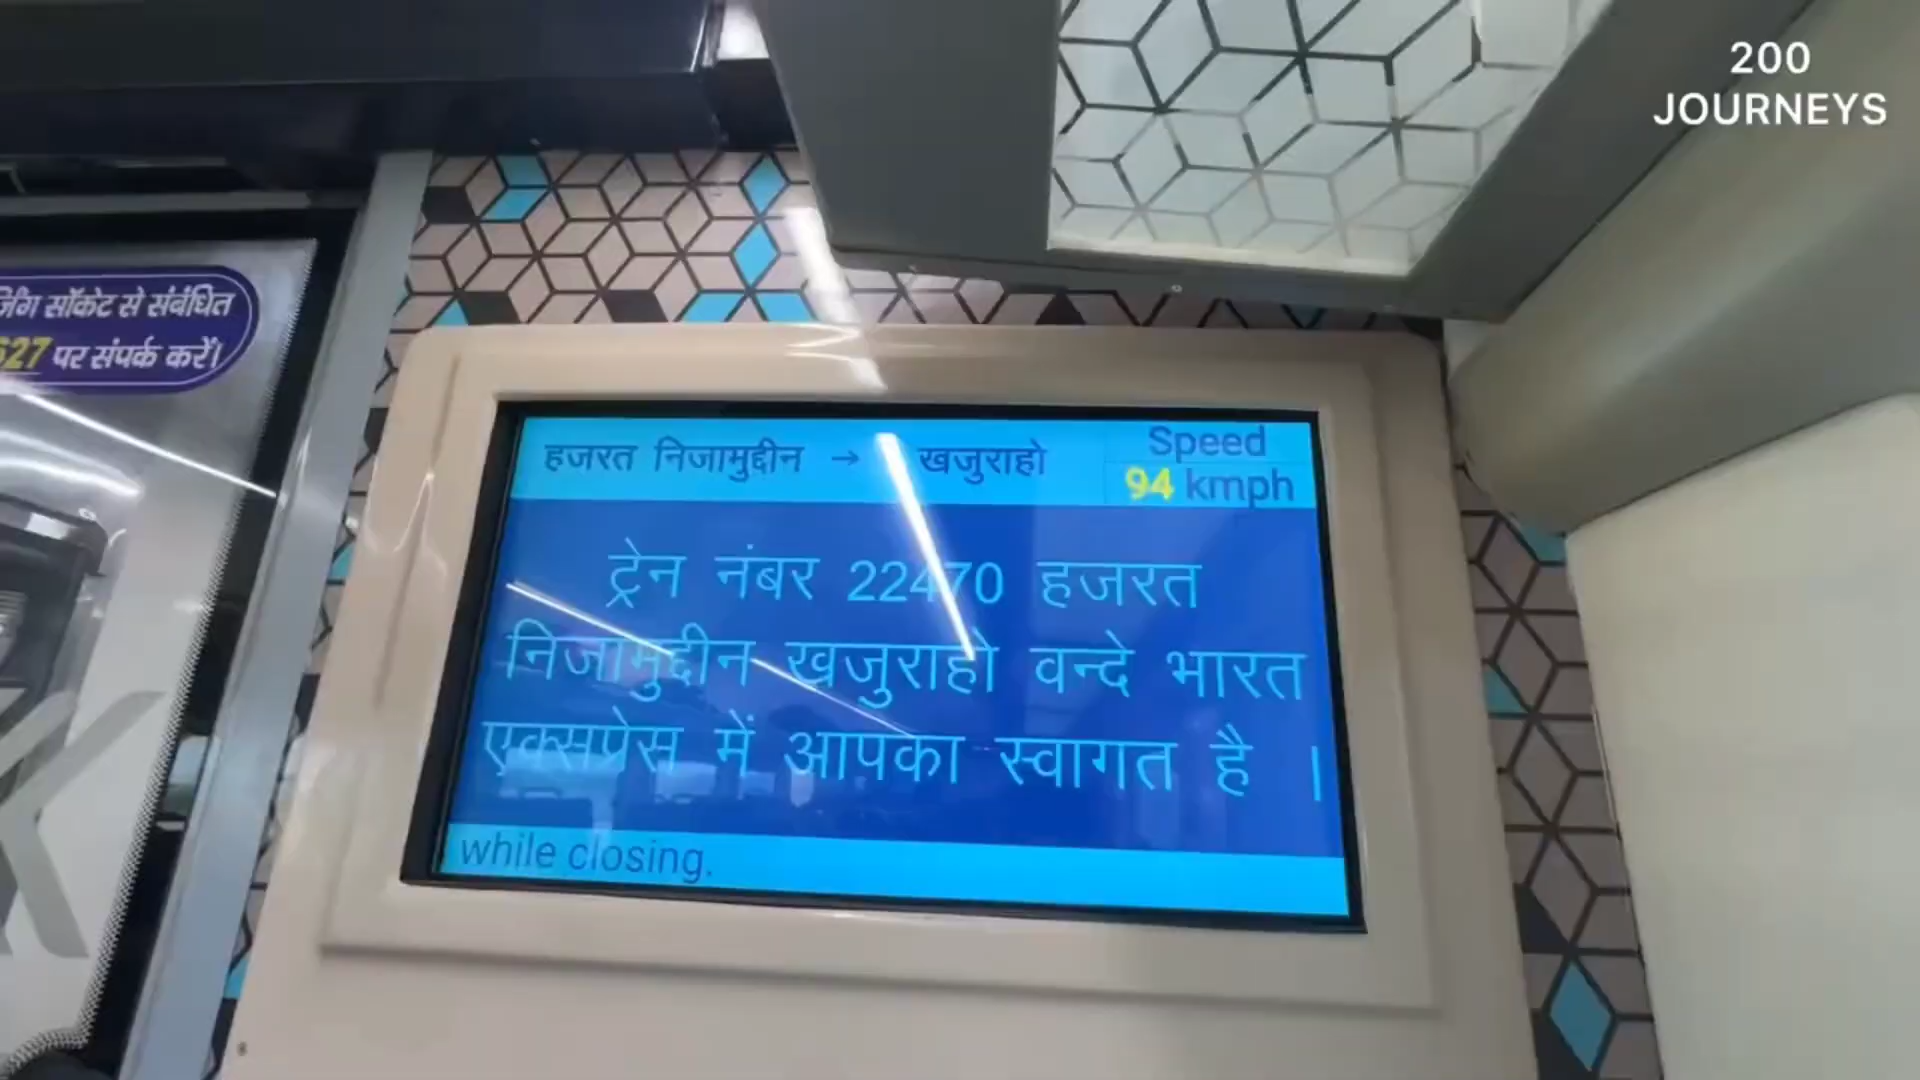 200
JOURNEYS
र्जिंग सॉकेट से संबंधित
627 पर संपर्क करें।
हजरत निजामुद्दीन → खजुराहो
Speed
94 kmph
ट्रेन नंबर 22470 हजरत
निजामुद्दीन खजुराहो वन्दे भारत
एक्सप्रेस में आपका स्वागत है ।
while closing.